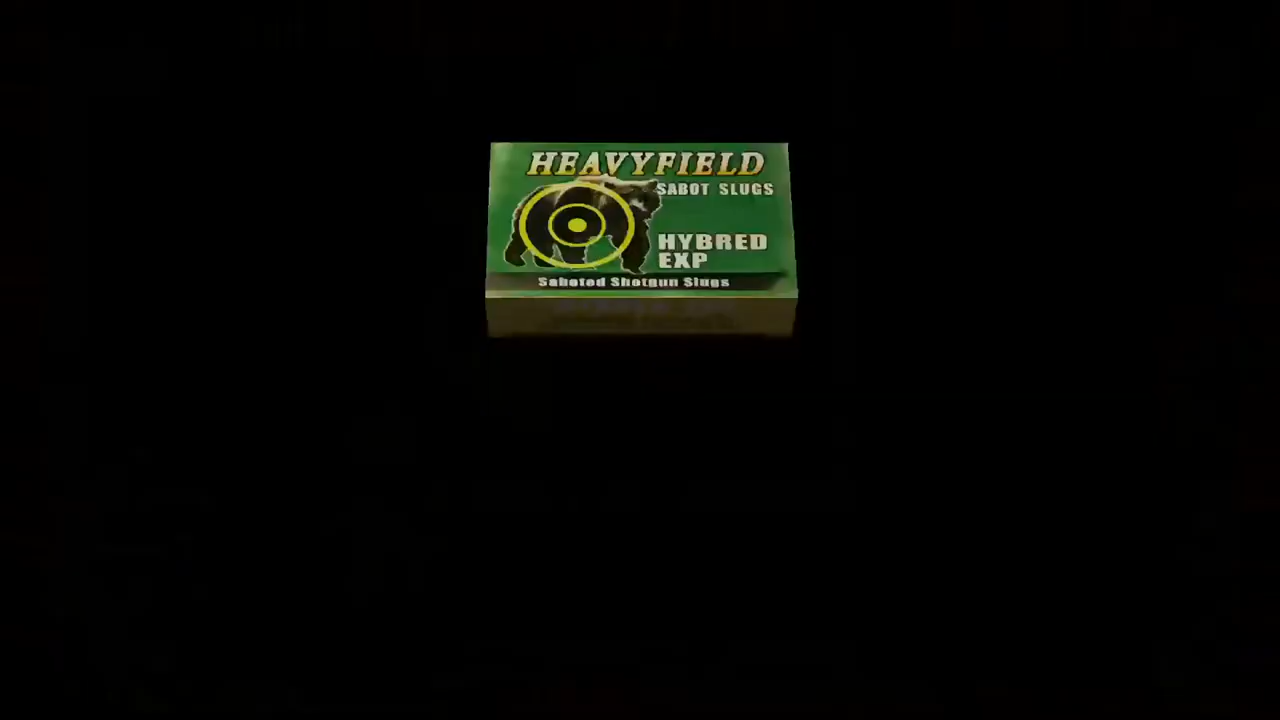 HEAVYFIELD
SABOT SLUGS
HYBRED
EXP
Saboted Shotgun Slugs